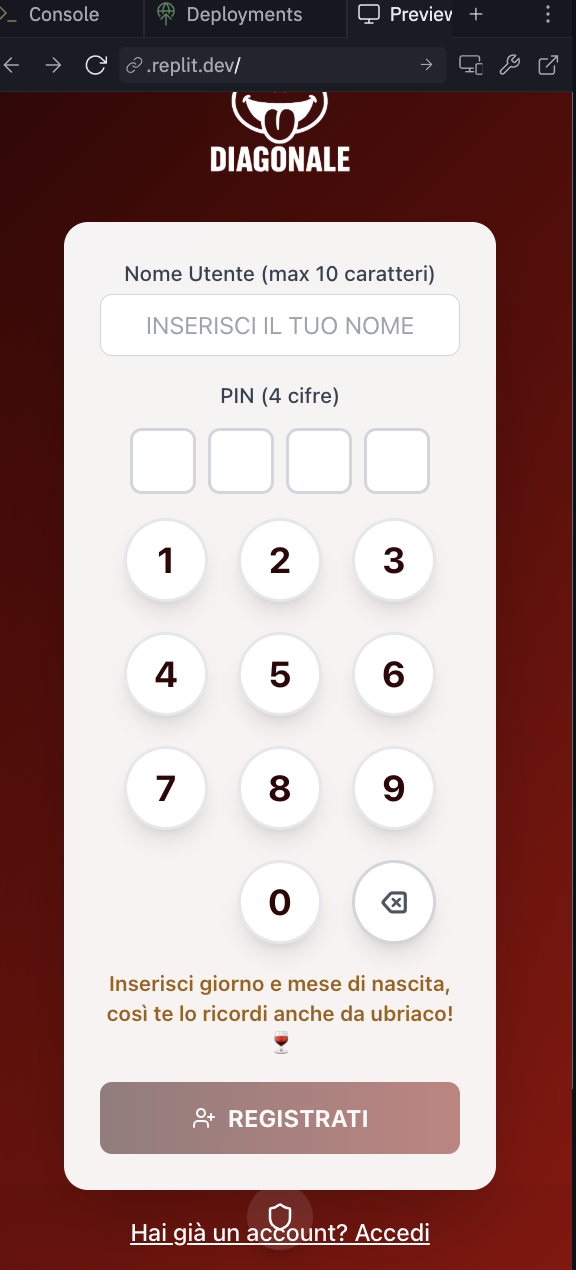 Console
Deployments
Preview
.replit.dev/
DIAGONALE
Nome Utente (max 10 caratteri)
INSERISCI IL TUO NOME
PIN (4 cifre)
1 2 3
4 5 6
7 8 9
0
Inserisci giorno e mese di nascita,
così te lo ricordi anche da ubriaco!
🍷
REGISTRATI
Hai già un account? Accedi